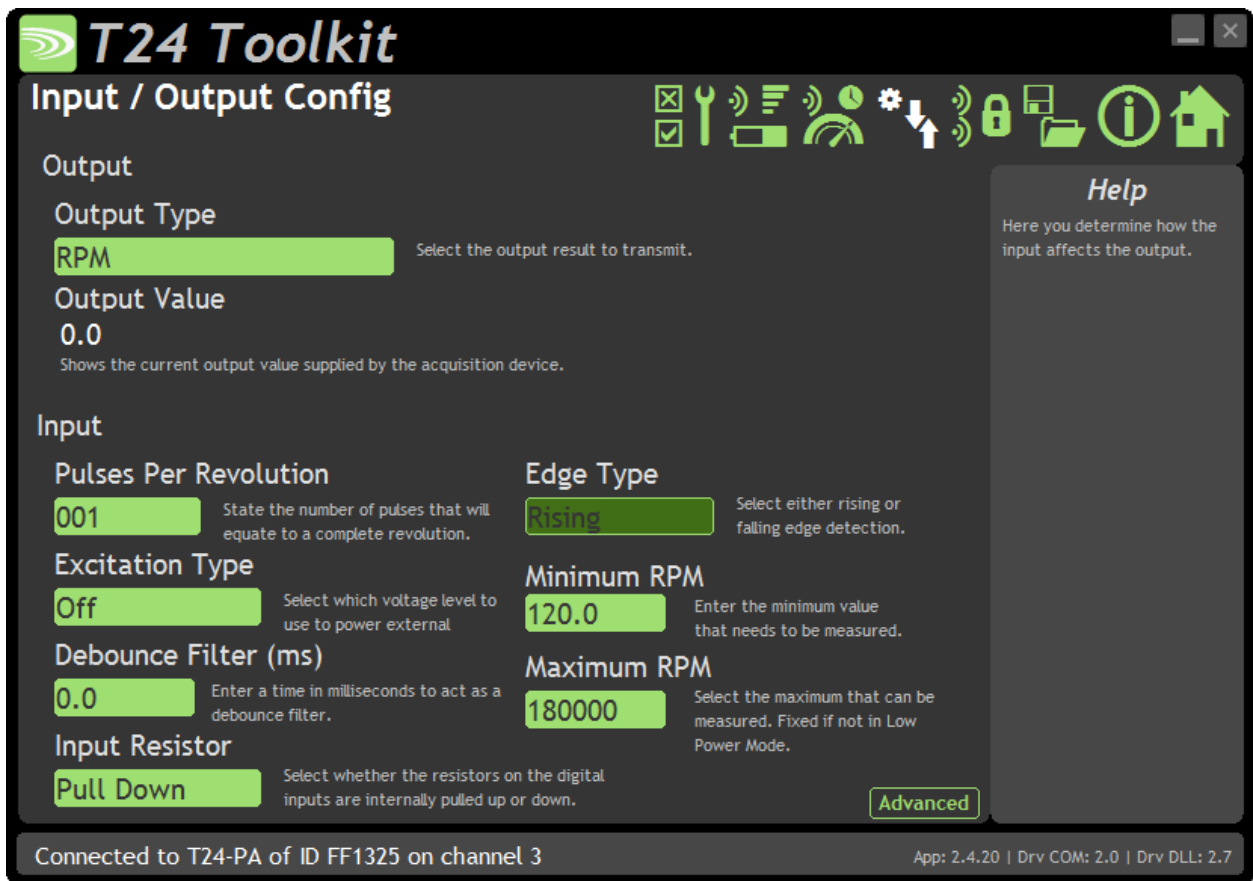 T24 Toolkit
Input / Output Config
Output
Output Type
RPM
Select the output result to transmit.
Output Value
0.0
Shows the current output value supplied by the acquisition device.
Input
Pulses Per Revolution
001
State the number of pulses that will
equate to a complete revolution.
Edge Type
Rising
Select either rising or
falling edge detection.
Excitation Type
Off
Select which voltage level to
use to power external
Minimum RPM
120.0
Enter the minimum value
that needs to be measured.
Debounce Filter (ms)
0.0
Enter a time in milliseconds to act as a
debounce filter.
Maximum RPM
180000
Select the maximum that can be
measured. Fixed if not in Low
Power Mode.
Input Resistor
Pull Down
Select whether the resistors on the digital
inputs are internally pulled up or down.
Advanced
Help
Here you determine how the
input affects the output.
Connected to T24-PA of ID FF1325 on channel 3
App: 2.4.20 | Drv COM: 2.0 | Drv DLL: 2.7